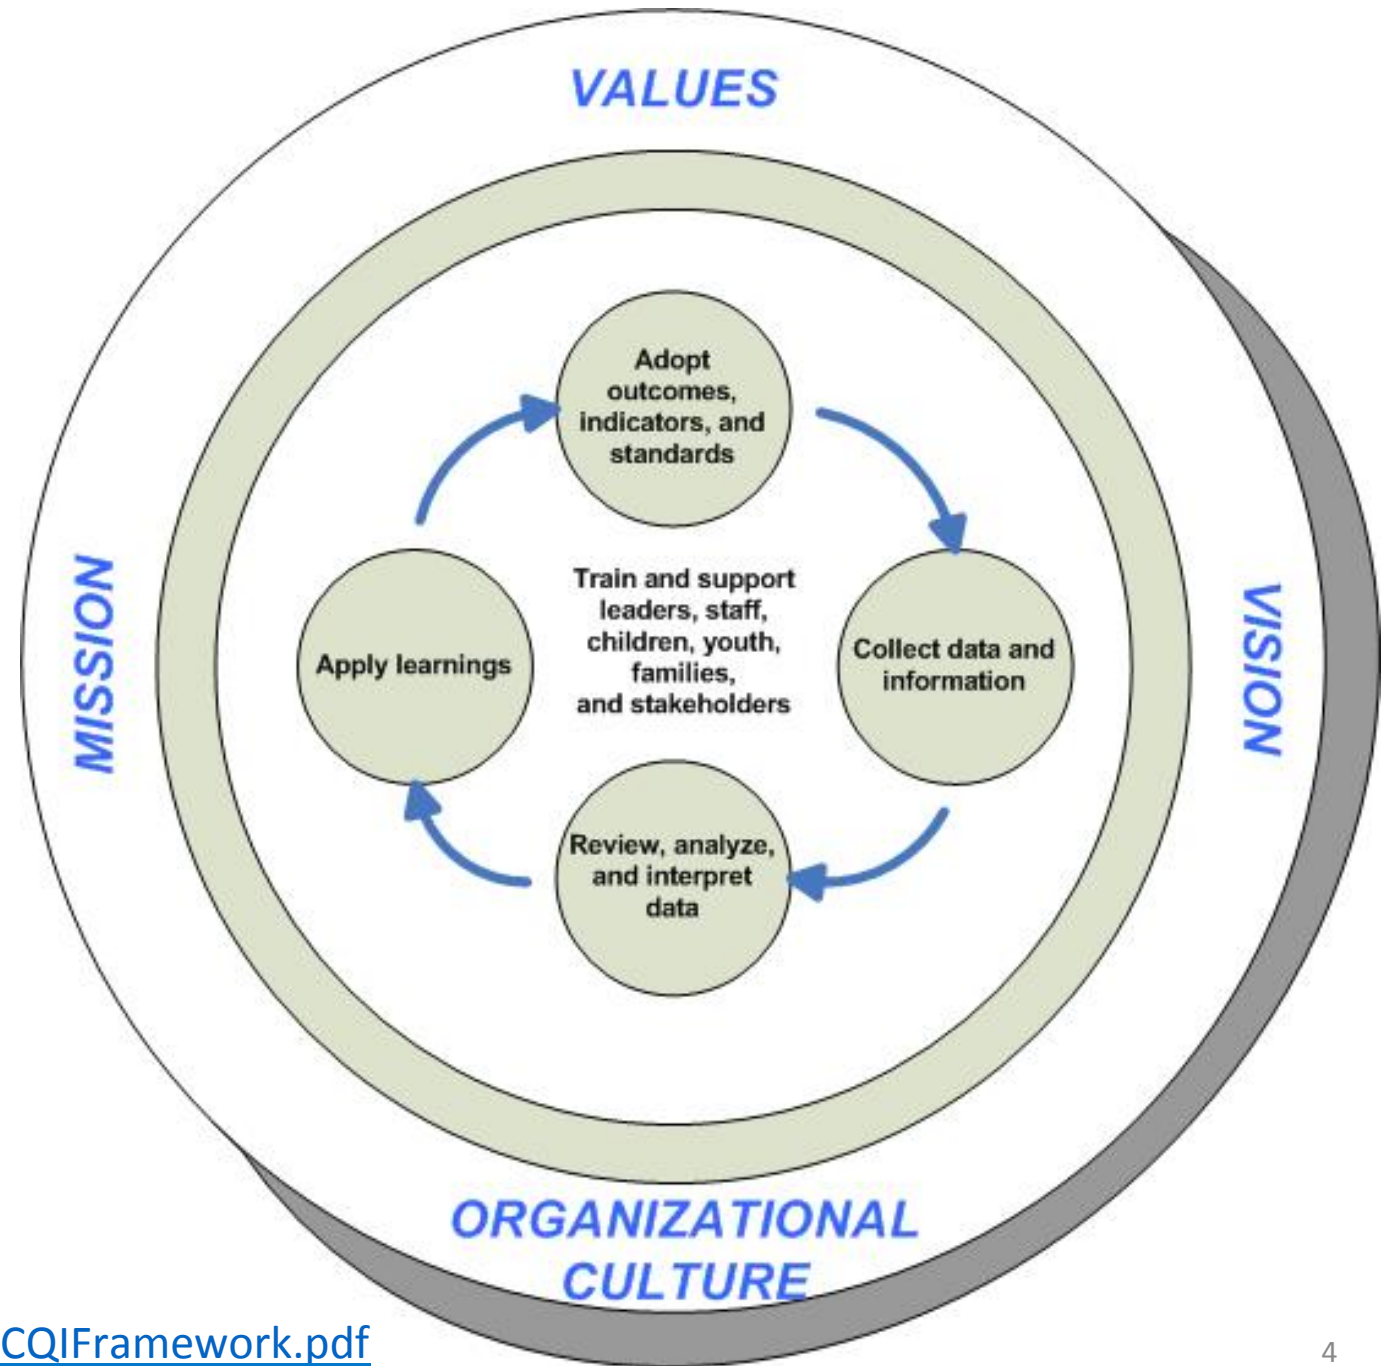 VALUES
Adopt
outcomes,
indicators, and
standards
Train and support
leaders, staff,
children, youth,
families,
and stakeholders
MISSION
Apply learnings
Collect data and
information
VISION
Review, analyze,
and interpret
data
ORGANIZATIONAL
CULTURE
CQIFramework.pdf
4